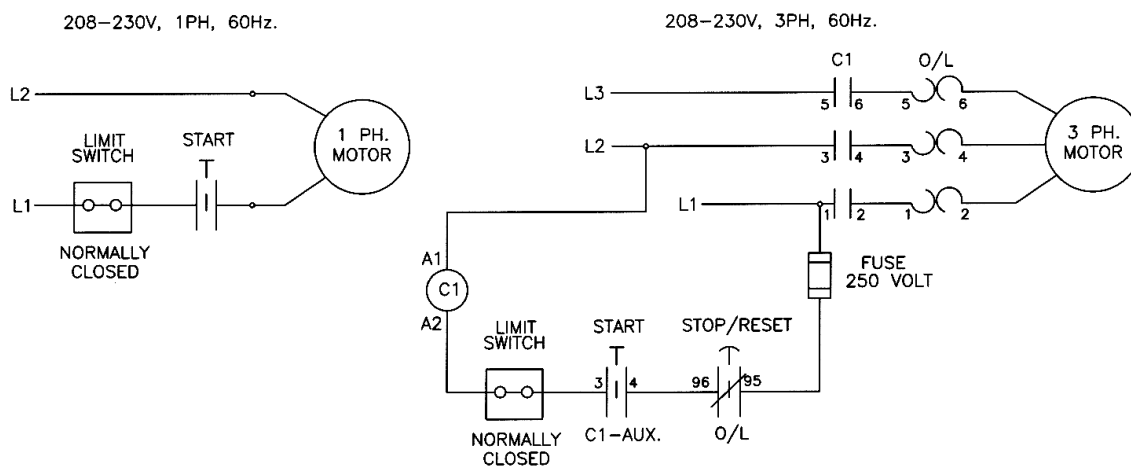 208-230V, 1PH, 60Hz.
L2
LIMIT
SWITCH
START
1 PH.
MOTOR
L1
NORMALLY
CLOSED
208-230V, 3PH, 60Hz.
C1
O/L
L3
5
6
5
6
L2
3
4
3
4
3 PH.
MOTOR
L1
1
2
1
2
A1
C1
A2
FUSE
250 VOLT
LIMIT
SWITCH
START
STOP/RESET
3
4
96
95
NORMALLY
CLOSED
C1-AUX.
O/L